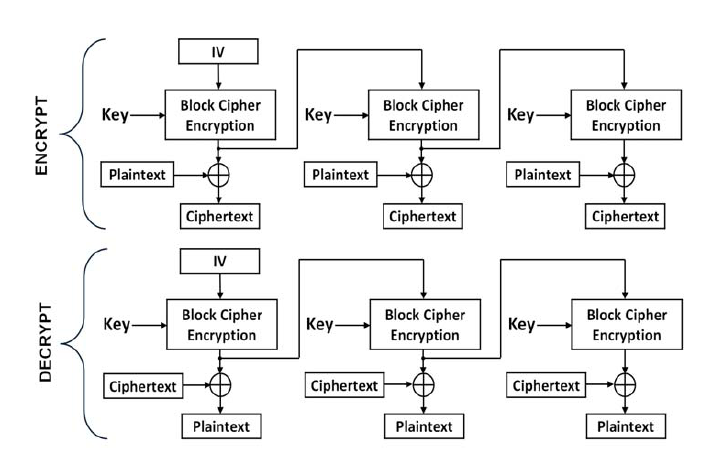 ENCRYPT
IV
Key
Block Cipher
Encryption
Key
Block Cipher
Encryption
Key
Block Cipher
Encryption
Plaintext
Plaintext
Plaintext
Ciphertext
Ciphertext
Ciphertext
DECRYPT
IV
Key
Block Cipher
Encryption
Key
Block Cipher
Encryption
Key
Block Cipher
Encryption
Ciphertext
Ciphertext
Ciphertext
Plaintext
Plaintext
Plaintext